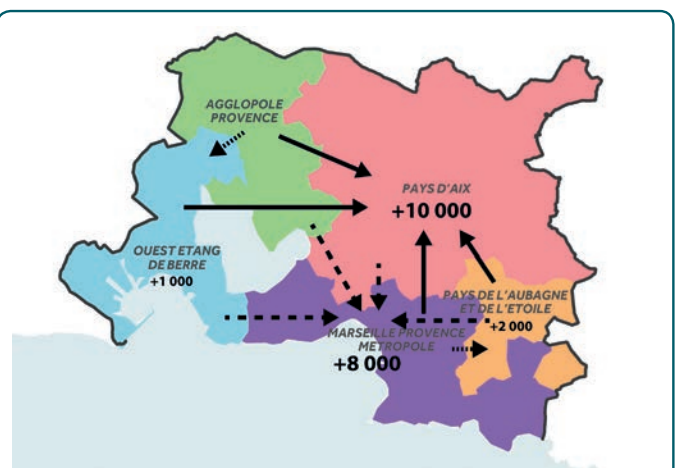 AGGLOPOLE
PROVENCE
PAYS D'AIX
+10 000
OUEST ETANG
DE BERRE
+1 000
PAYS DE L'AUBAGNE
ET DE L'ETOILE
+2 000
MARSEILLE PROVENCE
METROPOLE
+8 000